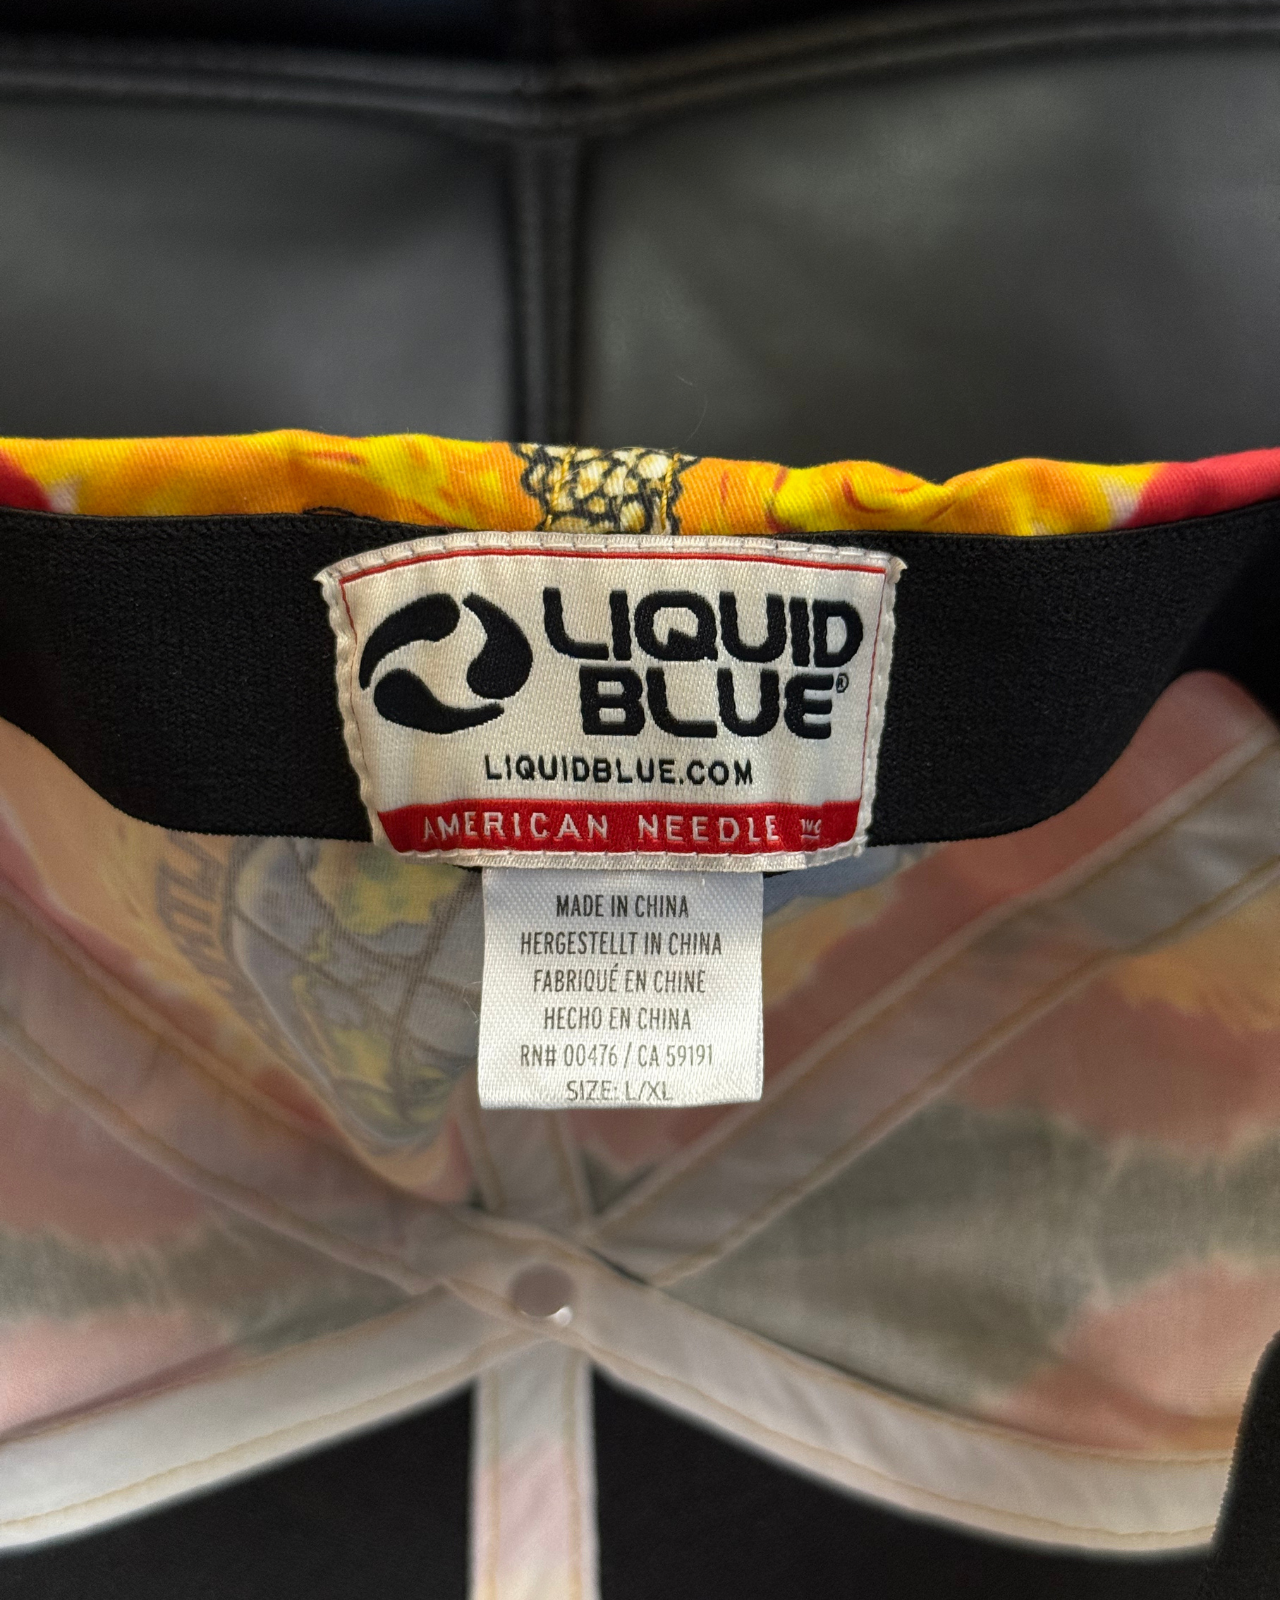 LIQUID
BLUE®
LIQUIDBLUE.COM
AMERICAN NEEDLE
MADE IN CHINA
HERGESTELLT IN CHINA
FABRIQUÉ EN CHINE
HECHO EN CHINA
RN# 00476 / CA 59191
SIZE: L/XL